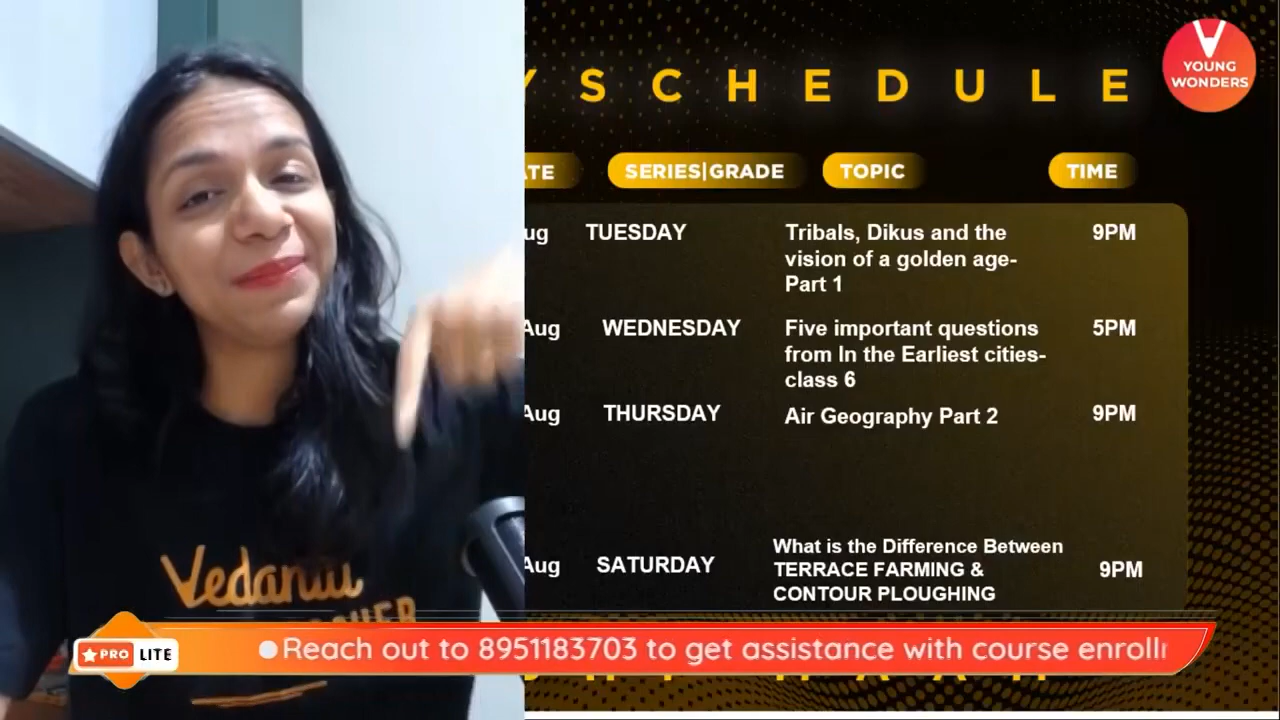 Y SCHEDULE
YOUNG
WONDERS
ATE SERIES|GRADE TOPIC TIME
ug TUESDAY Tribals, Dikus and the 9PM
vision of a golden age-
Part 1
Aug WEDNESDAY Five important questions 5PM
from In the Earliest cities-
class 6
Aug THURSDAY Air Geography Part 2 9PM
Aug SATURDAY What is the Difference Between 9PM
TERRACE FARMING &
CONTOUR PLOUGHING
Vedantu
PRO LITE Reach out to 8951183703 to get assistance with course enroll